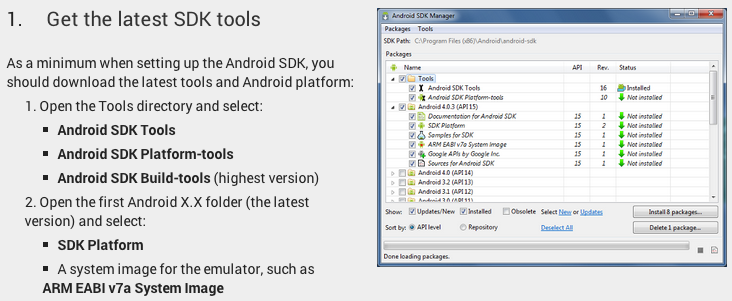 1. Get the latest SDK tools
As a minimum when setting up the Android SDK, you
should download the latest tools and Android platform:
1. Open the Tools directory and select:
▪ Android SDK Tools
▪ Android SDK Platform-tools
▪ Android SDK Build-tools (highest version)
2. Open the first Android X.X folder (the latest
version) and select:
▪ SDK Platform
▪ A system image for the emulator, such as
ARM EABI v7a System Image
Android SDK Manager
Packages Tools
SDK Path: C:\Program Files (x86)\Android\android-sdk
Packages
Name API Rev. Status
Tools
Android SDK Tools 16 Installed
Android SDK Platform-tools 10 Not installed
Android 4.0.3 (API 15)
Documentation for Android SDK 15 1 Not installed
SDK Platform 15 2 Not installed
Samples for SDK 15 1 Not installed
ARM EABI v7a System Image 15 1 Not installed
Google APIs by Google Inc. 15 1 Not installed
Sources for Android SDK 15 1 Not installed
Android 4.0 (API 14)
Android 3.2 (API 13)
Android 3.1 (API 12)
Android 3.0 (API 11)
Show: Updates/New Installed Obsolete Select New or Updates Install 8 packages...
Sort by: API level Repository Deselect All Delete 1 package...
Done loading packages.